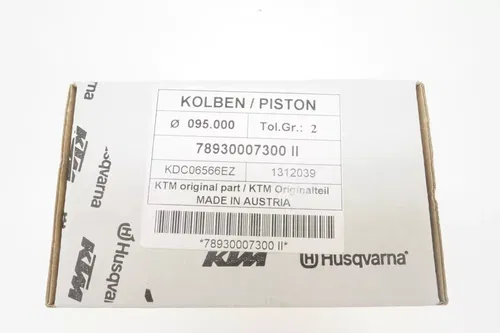 KOLBEN / PISTON
Ø 095.000 Tol.Gr.: 2
78930007300 II
KDC06566EZ 1312039
KTM original part / KTM Originalteil
MADE IN AUSTRIA
*78930007300 II*
KTM
Husqvarna
KTM
Husqvarna